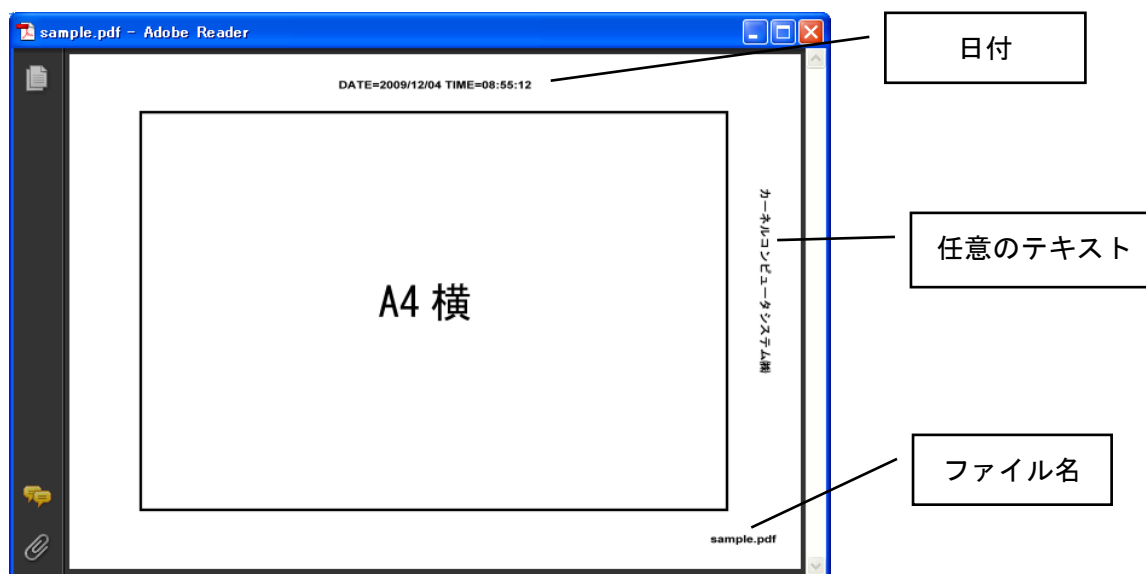 sample.pdf - Adobe Reader
日付
DATE=2009/12/04 TIME=08:55:12
カーネルコンピュータシステム㈱
任意のテキスト
A4 横
ファイル名
sample.pdf